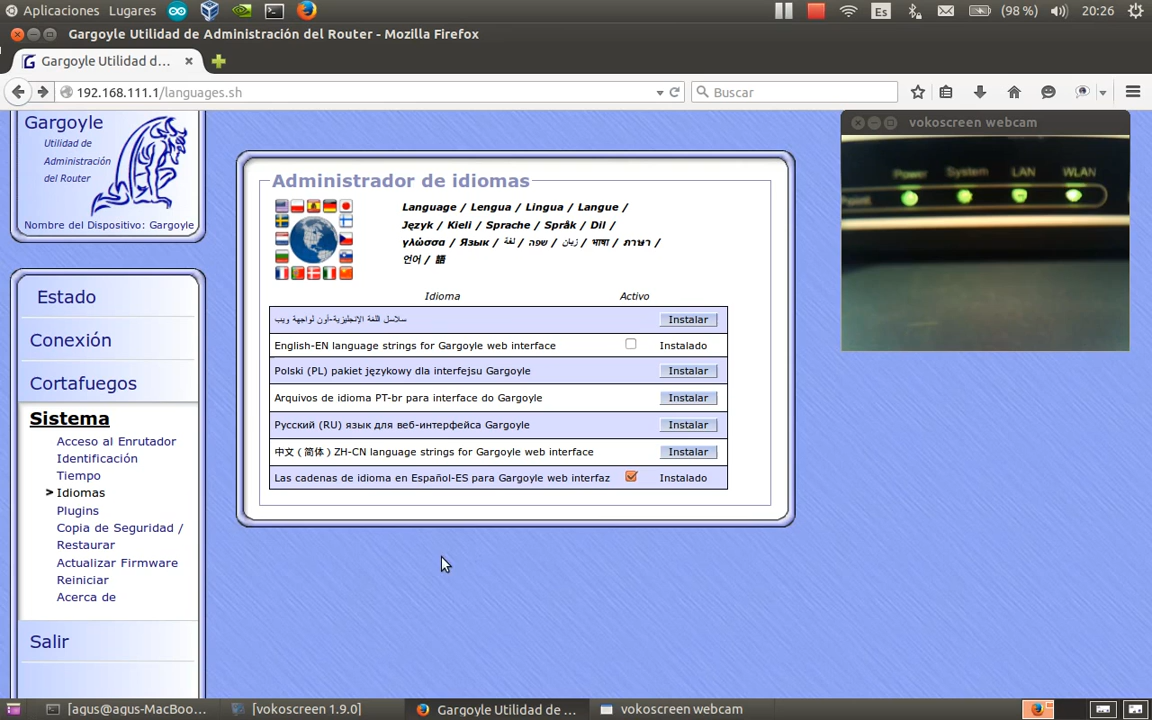 Aplicaciones Lugares Es (98 %) 20:26
Gargoyle Utilidad de Administración del Router - Mozilla Firefox
Gargoyle Utilidad d...
192.168.111.1/languages.sh Buscar
Gargoyle
Utilidad de
Administración
del Router
Nombre del Dispositivo: Gargoyle
Estado
Conexión
Cortafuegos
Sistema
Acceso al Enrutador
Identificación
Tiempo
> Idiomas
Plugins
Copia de Seguridad /
Restaurar
Actualizar Firmware
Reiniciar
Acerca de
Salir
Administrador de idiomas
Language / Lengua / Lingua / Langue /
Język / Kieli / Sprache / Språk / Dil /
γλώσσα / Язык / لغة / שפה / زبان / भाषा / ภาษา /
언어 / 語
Idioma Activo
سلاسل اللغة الإنجليزية-أون لواجهة ويب Instalar
English-EN language strings for Gargoyle web interface Instalado
Polski (PL) pakiet językowy dla interfejsu Gargoyle Instalar
Arquivos de idioma PT-br para interface do Gargoyle Instalar
Русский (RU) язык для веб-интерфейса Gargoyle Instalar
中文 ( 简体 ) ZH-CN language strings for Gargoyle web interface Instalar
Las cadenas de idioma en Español-ES para Gargoyle web interfaz Instalado
vokoscreen webcam
Power System LAN WLAN
[agus@agus-MacBoo... [vokoscreen 1.9.0] Gargoyle Utilidad de ... vokoscreen webcam